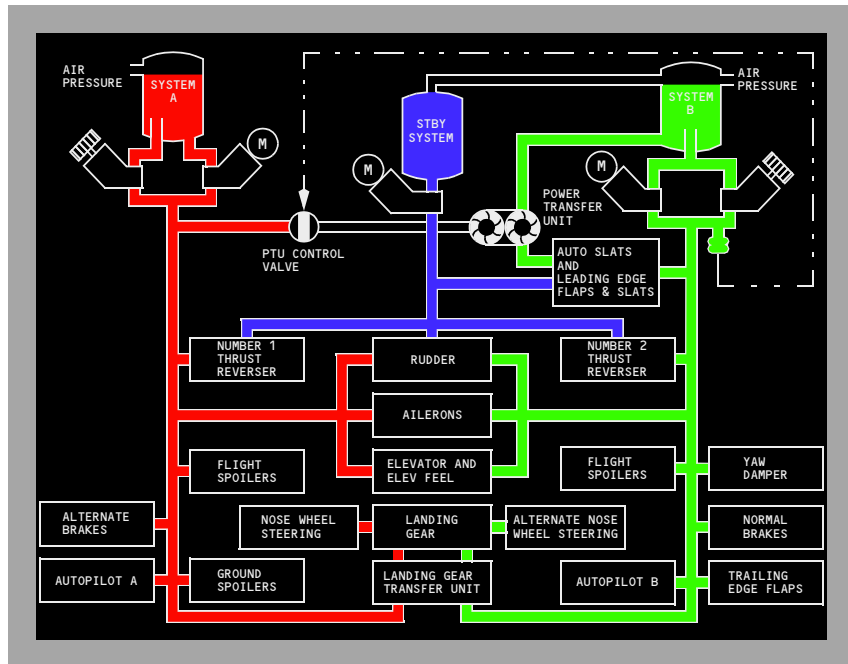 AIR
PRESSURE
SYSTEM
A
M
STBY
SYSTEM
M
AIR
PRESSURE
SYSTEM
B
M
POWER
TRANSFER
UNIT
PTU CONTROL
VALVE
AUTO SLATS
AND
LEADING EDGE
FLAPS & SLATS
NUMBER 1
THRUST
REVERSER
RUDDER
NUMBER 2
THRUST
REVERSER
AILERONS
FLIGHT
SPOILERS
ELEVATOR AND
ELEV FEEL
FLIGHT
SPOILERS
YAW
DAMPER
ALTERNATE
BRAKES
NOSE WHEEL
STEERING
LANDING
GEAR
ALTERNATE NOSE
WHEEL STEERING
NORMAL
BRAKES
AUTOPILOT A
GROUND
SPOILERS
LANDING GEAR
TRANSFER UNIT
AUTOPILOT B
TRAILING
EDGE FLAPS